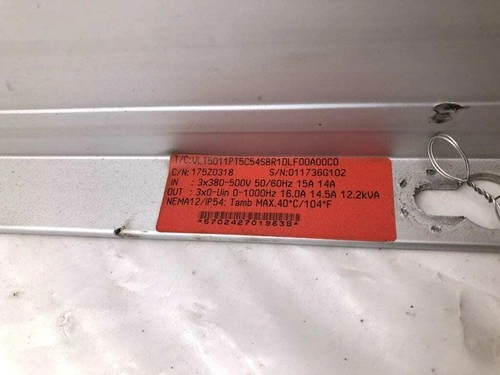 T/C:VLT5011PT5C54SBR1DLF00A00C0
C/N:175Z0318 S/N:011736G102
IN : 3x380-500V 50/60Hz 15A 14A
OUT : 3x0-Uin 0-1000Hz 16.0A 14.5A 12.2kVA
NEMA12/IP54: Tamb MAX.40*C/104*F
*6702427019638*